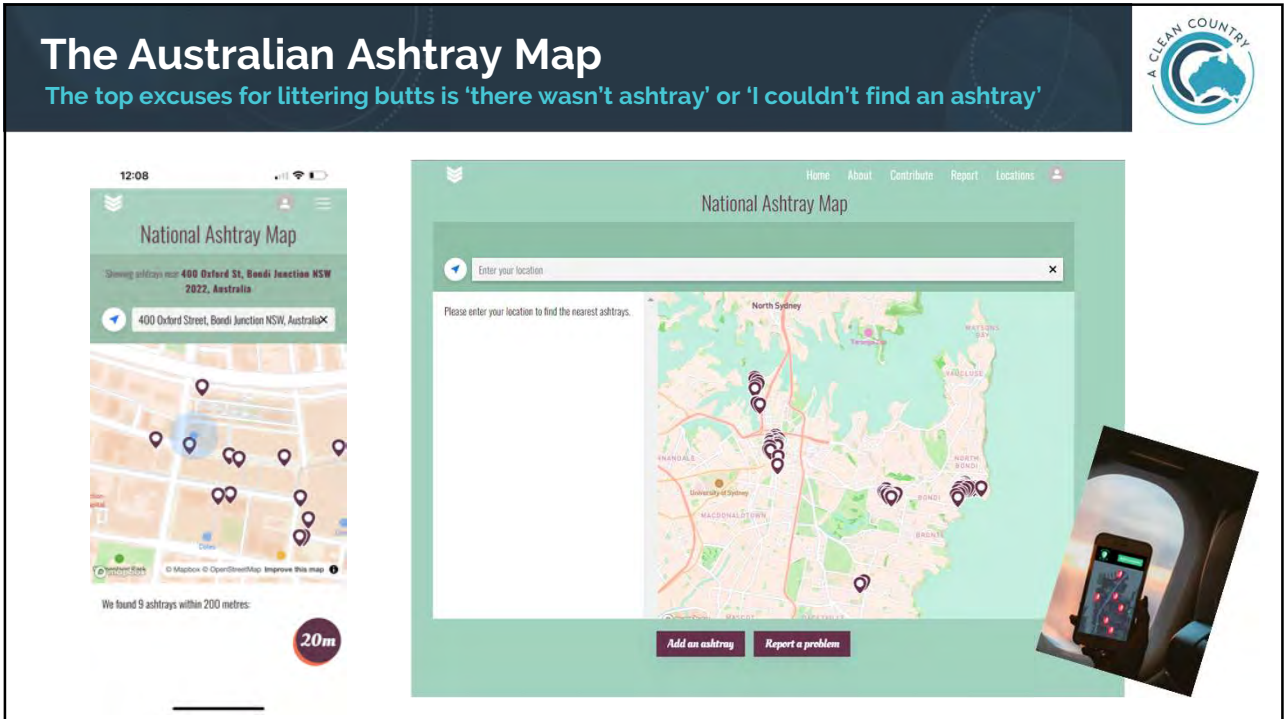 The Australian Ashtray Map
The top excuses for littering butts is ‘there wasn’t ashtray’ or ‘I couldn’t find an ashtray’
A CLEAN COUNTRY
12:08
National Ashtray Map
Showing ashtrays near 400 Oxford St, Bondi Junction NSW
2022, Australia
400 Oxford Street, Bondi Junction NSW, Australia
Oates
© Mapbox © OpenStreetMap Improve this map
We found 9 ashtrays within 200 metres:
20m
Home About Contribute Report Locations
National Ashtray Map
Enter your location
Please enter your location to find the nearest ashtrays.
North Sydney
Taronga Zoo
WATSONS
BAY
VAUCLUSE
NNANDALE
NORTH
BONDI
University of Sydney
BONDI
MACDONALDTOWN
BRONTE
MASCOT
Add an ashtray
Report a problem